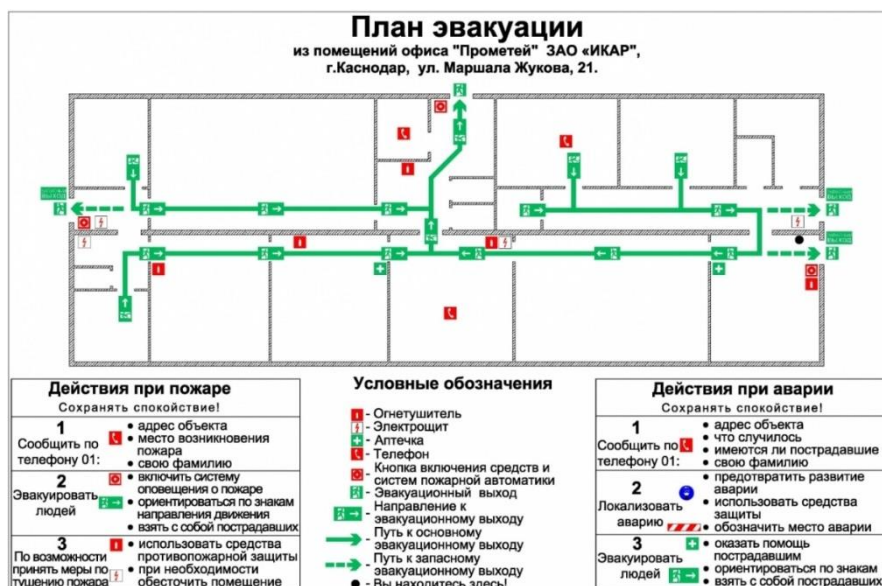 План эвакуации
из помещений офиса "Прометей" ЗАО «ИКАР",
г.Каснодар, ул. Маршала Жукова, 21.
Действия при пожаре
Сохранять спокойствие!
1
Сообщить по
телефону 01:
• адрес объекта
• место возникновения
пожара
• свою фамилию
2
Эвакуировать
людей
• включить систему
оповещения о пожаре
• ориентироваться по знакам
направления движения
• взять с собой пострадавших
3
По возможности
принять меры по
тушению пожара
• использовать средства
противопожарной защиты
• при необходимости
обесточить помещение
Условные обозначения
- Огнетушитель
- Электрощит
- Аптечка
- Телефон
- Кнопка включения средств и
систем пожарной автоматики
- Эвакуационный выход
- Направление к
эвакуационному выходу
- Путь к основному
эвакуационному выходу
- Путь к запасному
эвакуационному выходу
- Вы находитесь здесь!
Действия при аварии
Сохранять спокойствие!
1
Сообщить по
телефону 01:
• адрес объекта
• что случилось
• имеются ли пострадавшие
• свою фамилию
2
Локализовать
аварию
• предотвратить развитие
аварии
• использовать средства
защиты
• обозначить место аварии
3
Эвакуировать
людей
• оказать помощь
пострадавшим
• ориентироваться по знакам
• взять с собой пострадавших